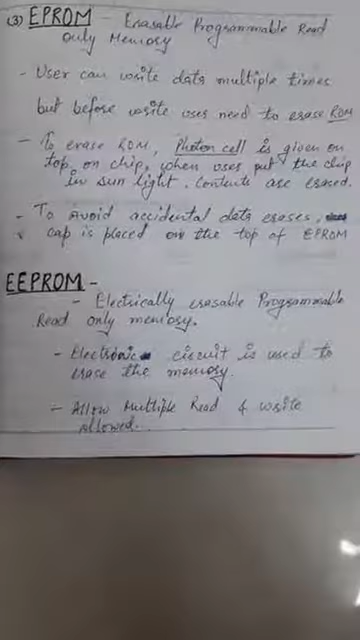 (3) EPROM - Erasable Programmable Read
only Memory
- User can write data multiple times
but before write user need to erase ROM
- To erase ROM, Photon cell is given on
top on chip, when user put the chip
in sun light. Contents are erased.
- To Avoid accidental data erases,
cap is placed on the top of EPROM
EEPROM -
- Electrically erasable Programmable
Read only memory.
- Electronic circuit is used to
erase the memory.
- Allow Multiple Read & write
allowed.